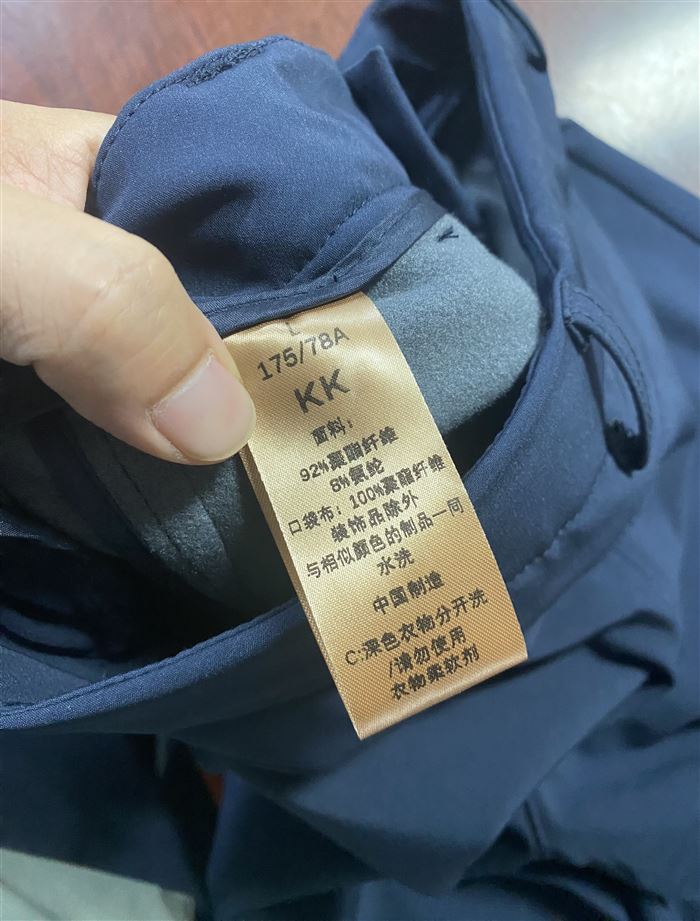 L
175/78A
KK
面料：
92%聚酯纤维
8%氨纶
口袋布：100%聚酯纤维
装饰品除外
与相似颜色的制品一同
水洗
中国制造
C:深色衣物分开洗
/请勿使用
衣物柔软剂